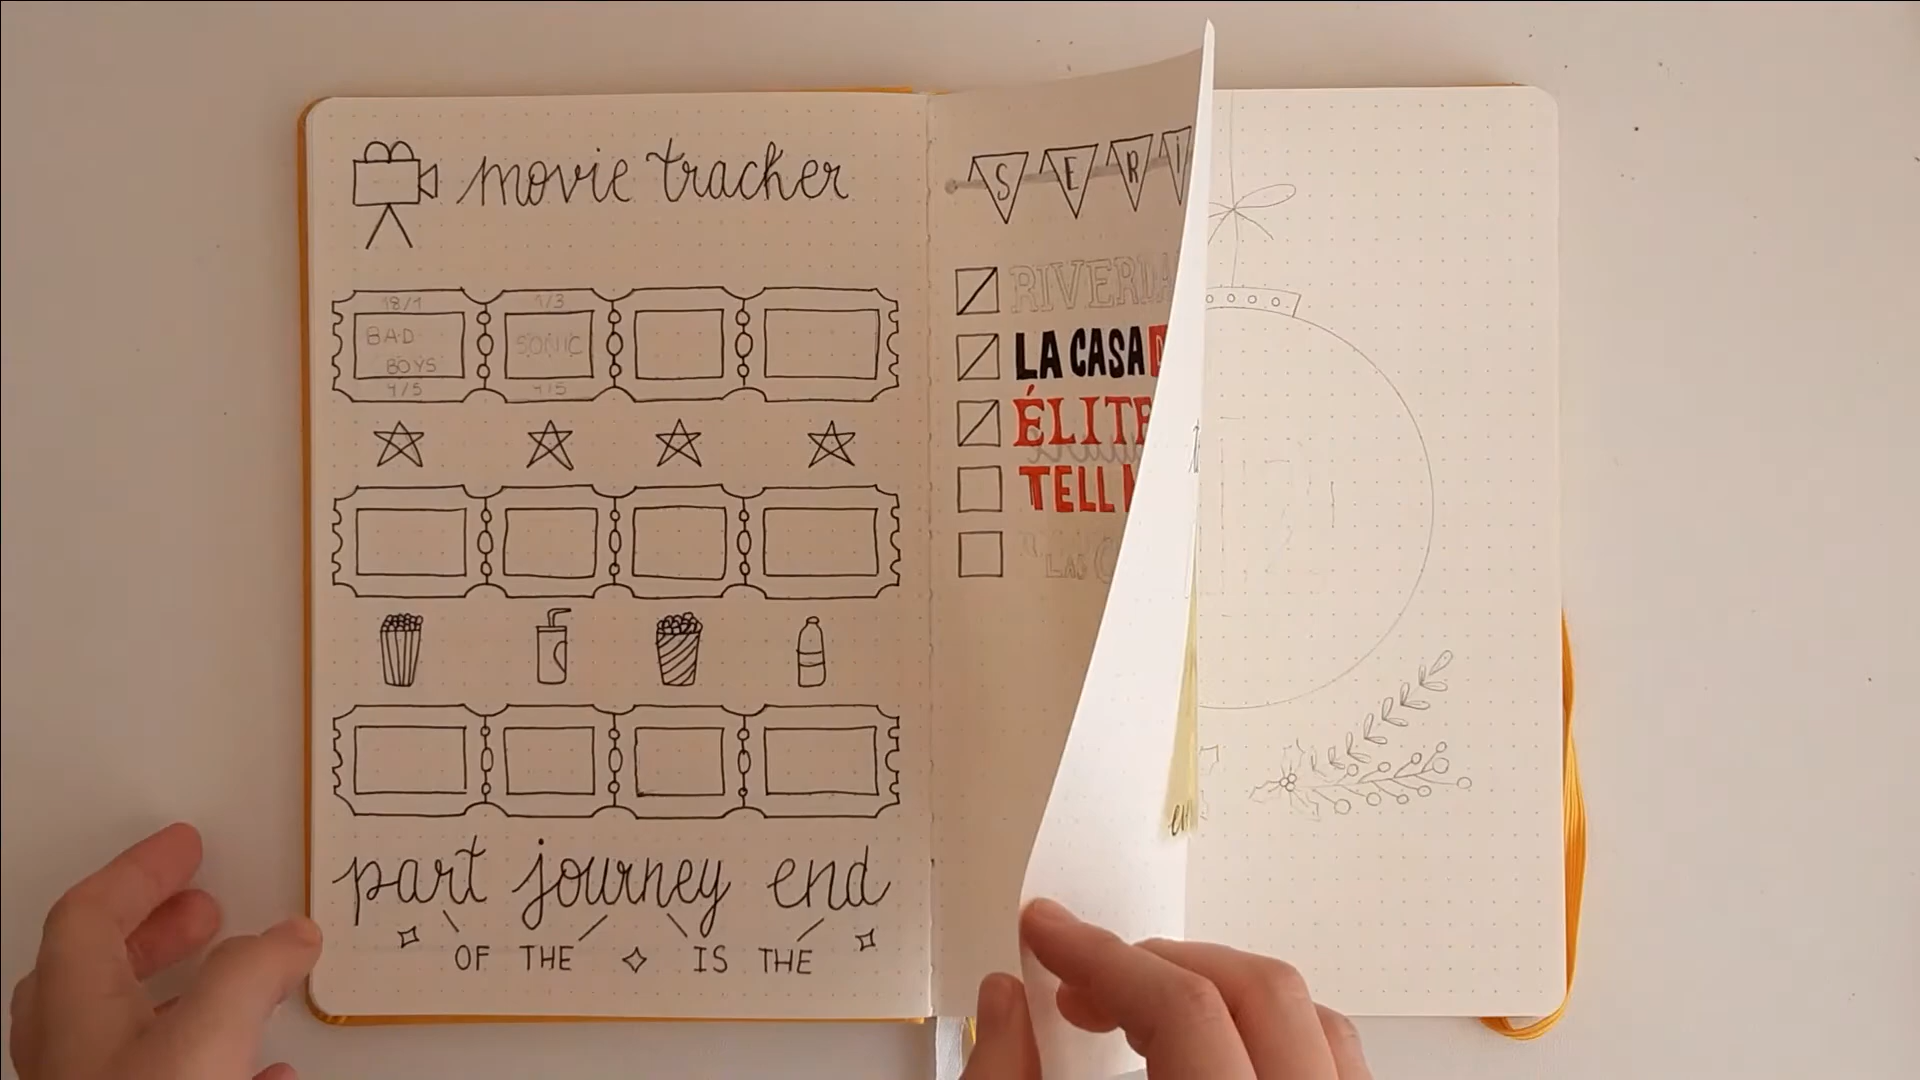 movie tracker
18/1 1/3
BAD
BOYS
SONIC
4/5 4/5
part journey end
OF THE IS THE
S E R I
RIVERDA
LA CASA
ÉLITE
TELL
LAS
en